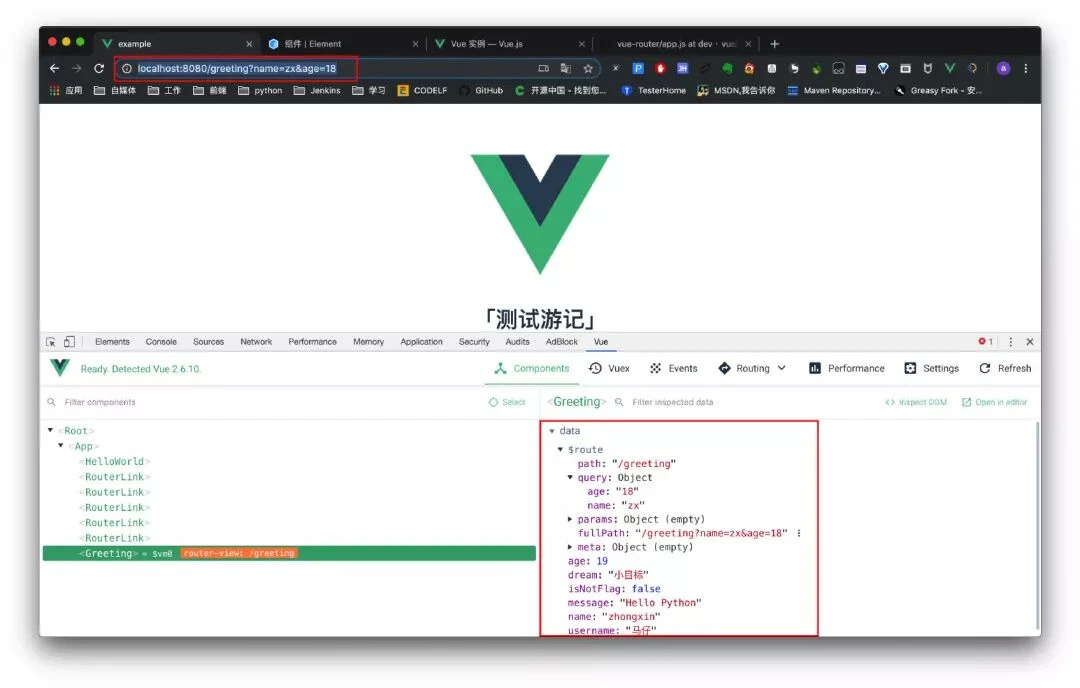 example
组件 | Element
Vue 实例 — Vue.js
vue-router/app.js at dev · vue
localhost:8080/greeting?name=zx&age=18
应用 自媒体 工作 前端 python Jenkins 学习 CODELF GitHub 开源中国 - 找到您... TesterHome MSDN,我告诉你 Maven Repository... Greasy Fork - 安...
「测试游记」
Elements Console Sources Network Performance Memory Application Security Audits AdBlock Vue 1
Ready. Detected Vue 2.6.10.
Components Vuex Events Routing Performance Settings Refresh
Filter components Select
<Greeting> Filter inspected data Inspect DOM Open in editor
<Root>
<App>
<HelloWorld>
<RouterLink>
<RouterLink>
<RouterLink>
<RouterLink>
<RouterLink>
<Greeting> = $vm0 router-view: /greeting
data
$route
path: "/greeting"
query: Object
age: "18"
name: "zx"
params: Object (empty)
fullPath: "/greeting?name=zx&age=18"
meta: Object (empty)
age: 19
dream: "小目标"
isNotFlag: false
message: "Hello Python"
name: "zhongxin"
username: "马仔"